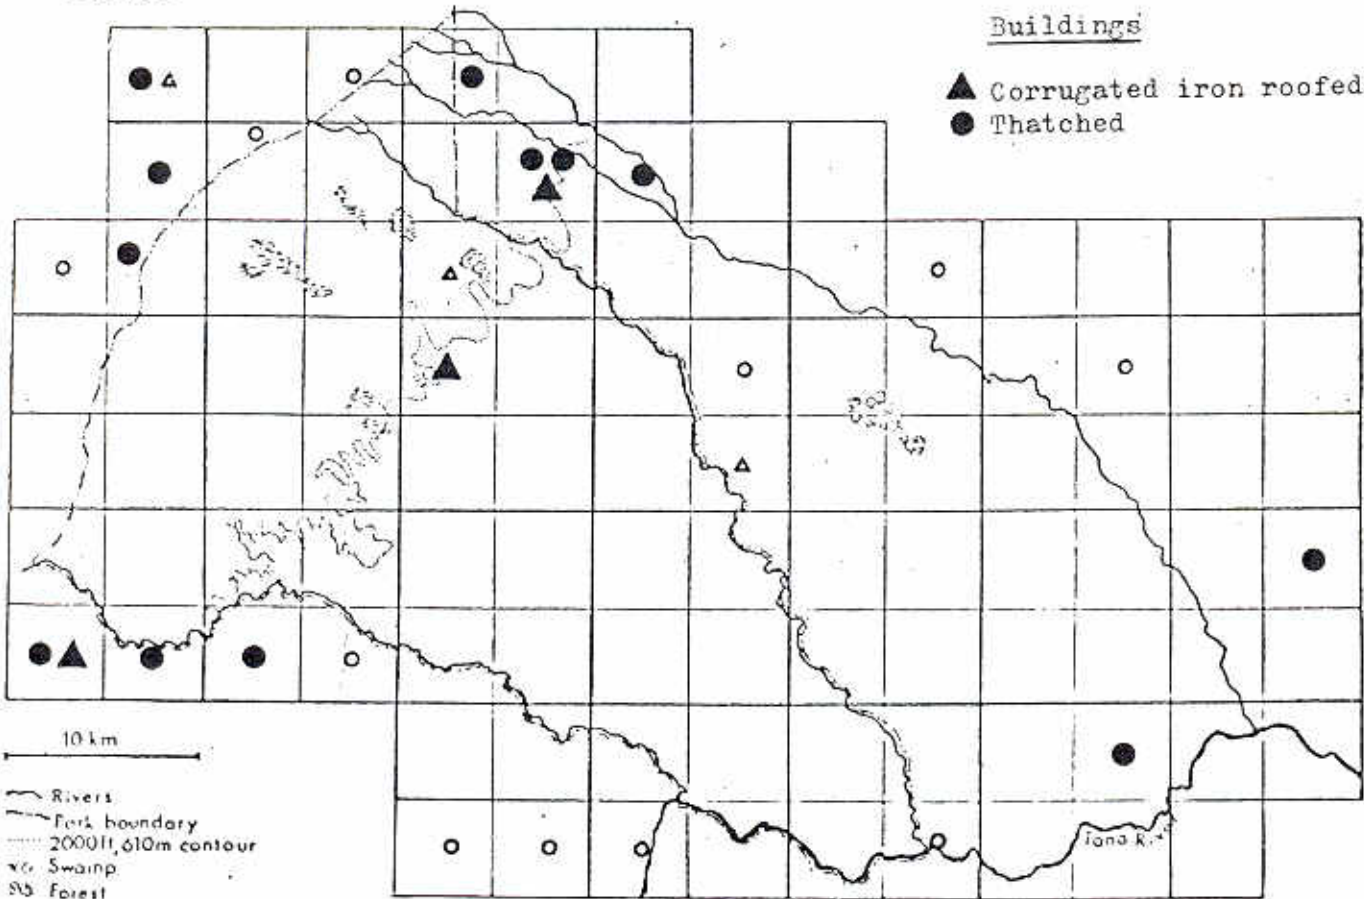 Buildings
Corrugated iron roofed
Thatched
10 km
Rivers
Park boundary
2000ft,610m contour
Swamp
Forest
Tana R.